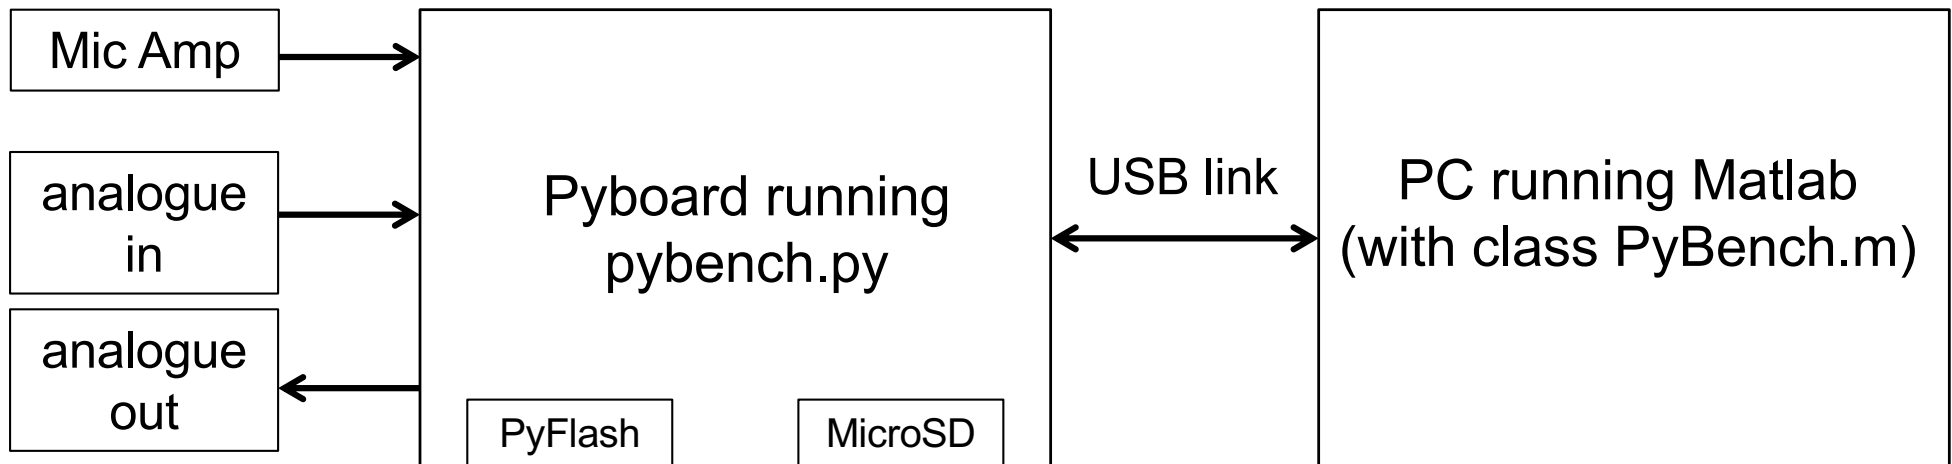 Mic Amp
analogue
in
analogue
out
Pyboard running
pybench.py
PyFlash
MicroSD
USB link
PC running Matlab
(with class PyBench.m)